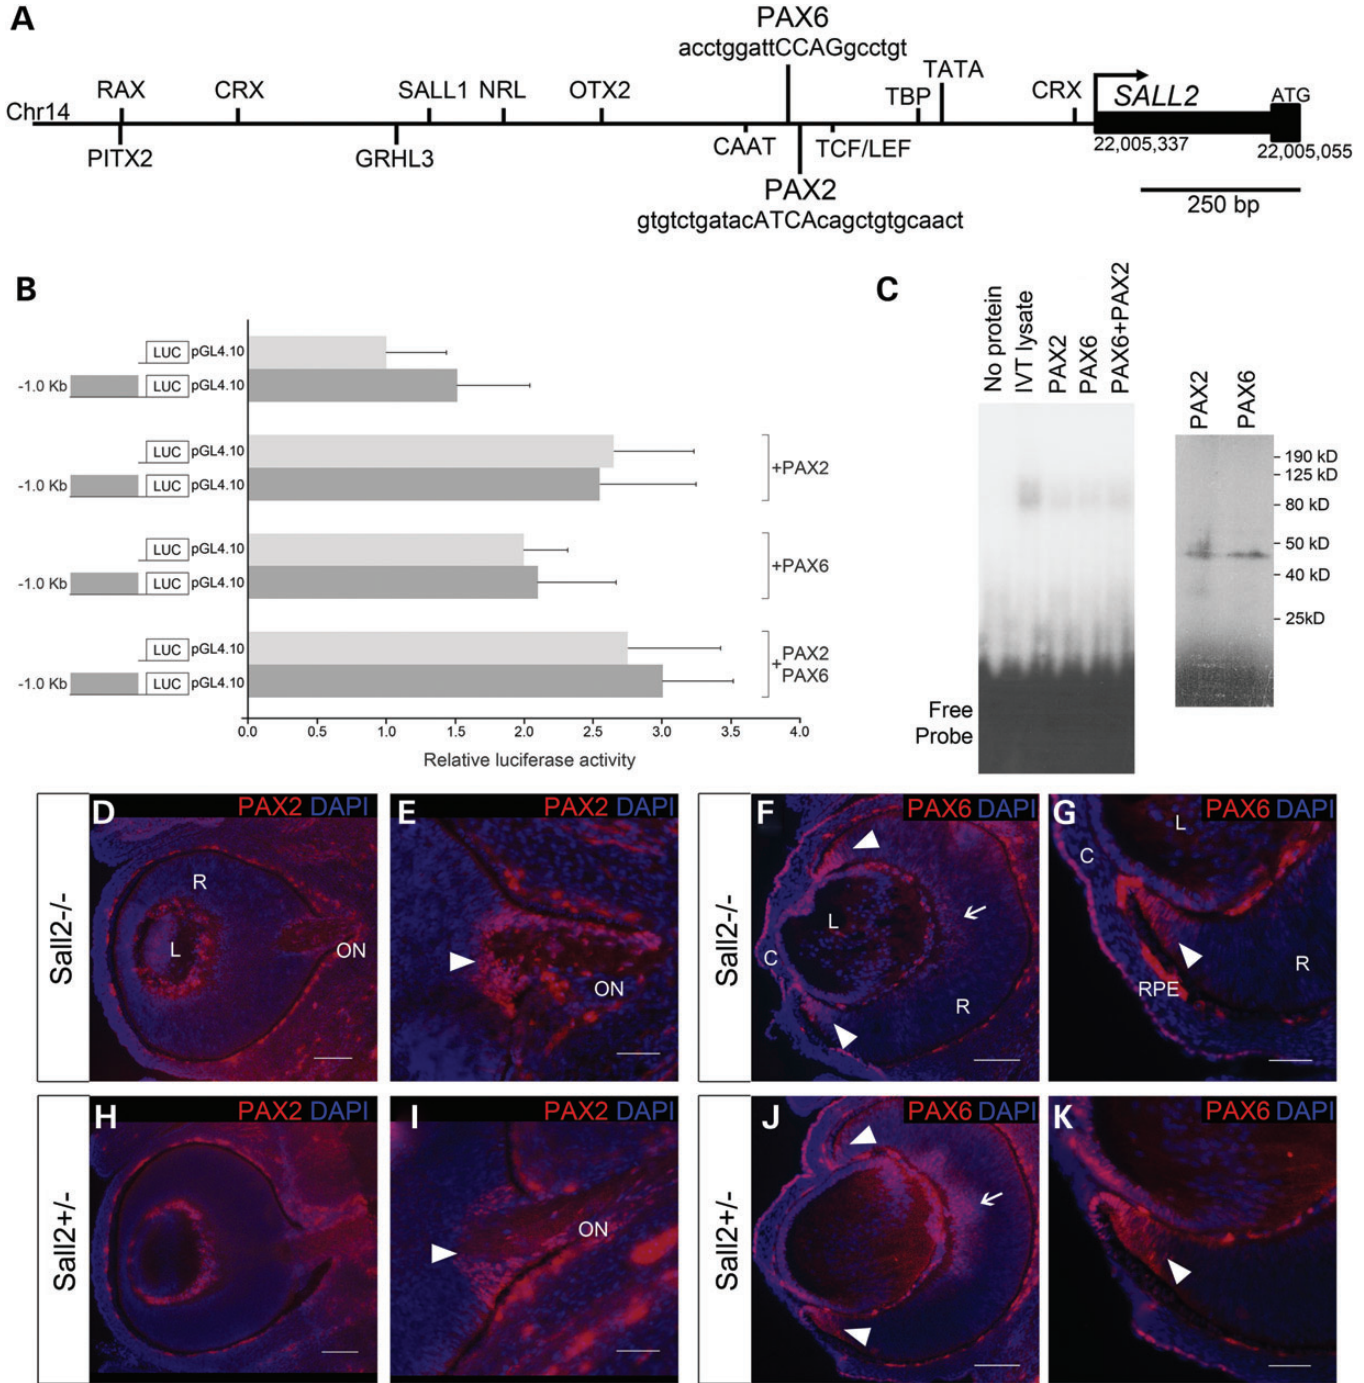 A
PAX6
acctggattCCAGgcctgt
RAX CRX SALL1 NRL OTX2 TBP TATA CRX SALL2 ATG
Chr14
PITX2 GRHL3 CAAT TCF/LEF 22,005,337 22,005,055
PAX2
gtgtctgatacATCAcagctgtgcaact
250 bp
B
LUC pGL4.10
-1.0 Kb LUC pGL4.10
LUC pGL4.10
+PAX2
-1.0 Kb LUC pGL4.10
LUC pGL4.10
+PAX6
-1.0 Kb LUC pGL4.10
LUC pGL4.10
+PAX2
PAX6
-1.0 Kb LUC pGL4.10
0.0 0.5 1.0 1.5 2.0 2.5 3.0 3.5 4.0
Relative luciferase activity
C
No protein
IVT lysate
PAX2
PAX6
PAX6+PAX2
Free
Probe
PAX2
PAX6
190 kD
125 kD
80 kD
50 kD
40 kD
25kD
Sall2-/-
D PAX2 DAPI
R
L
ON
E PAX2 DAPI
ON
F PAX6 DAPI
L
C
R
G PAX6 DAPI
L
C
R
RPE
Sall2+/-
H PAX2 DAPI
I PAX2 DAPI
ON
J PAX6 DAPI
K PAX6 DAPI